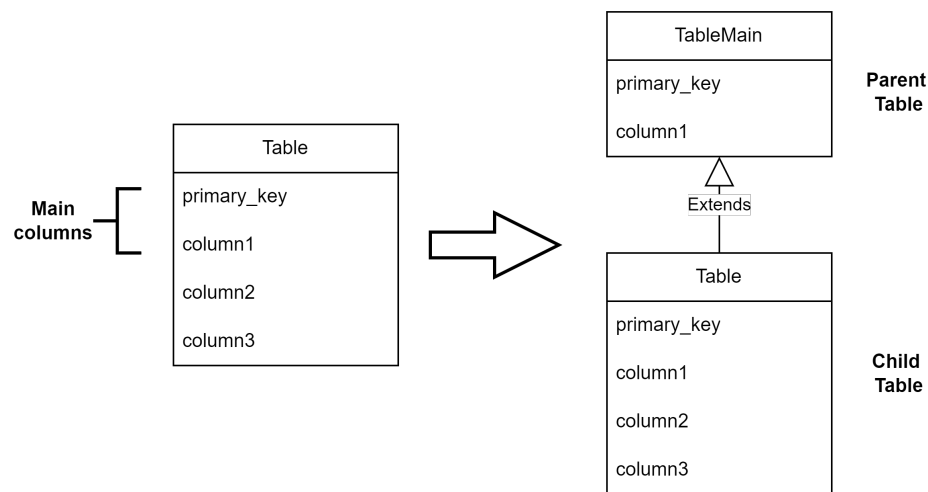 Main
columns
Table
primary_key
column1
column2
column3
TableMain
primary_key
column1
Parent
Table
Extends
Table
primary_key
column1
column2
column3
Child
Table